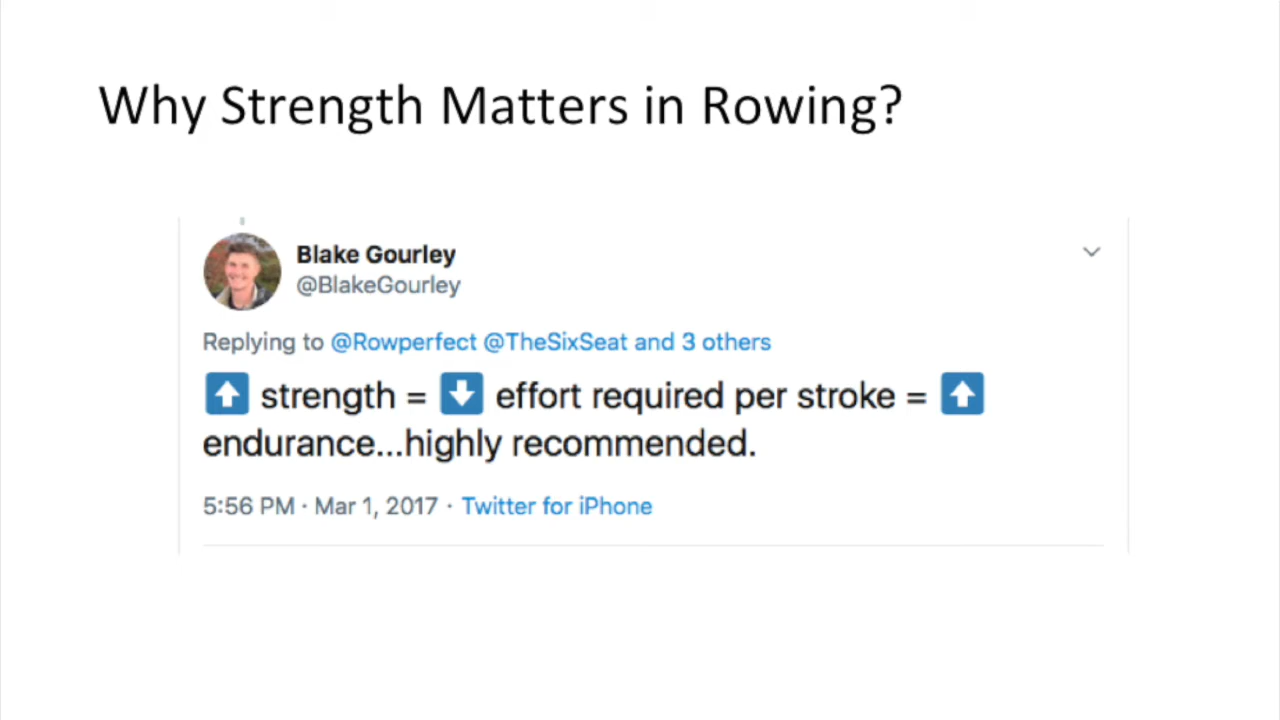 Why Strength Matters in Rowing?
Blake Gourley
@BlakeGourley
Replying to @Rowperfect @TheSixSeat and 3 others
⬆️ strength = ⬇️ effort required per stroke = ⬆️
endurance...highly recommended.
5:56 PM · Mar 1, 2017 · Twitter for iPhone